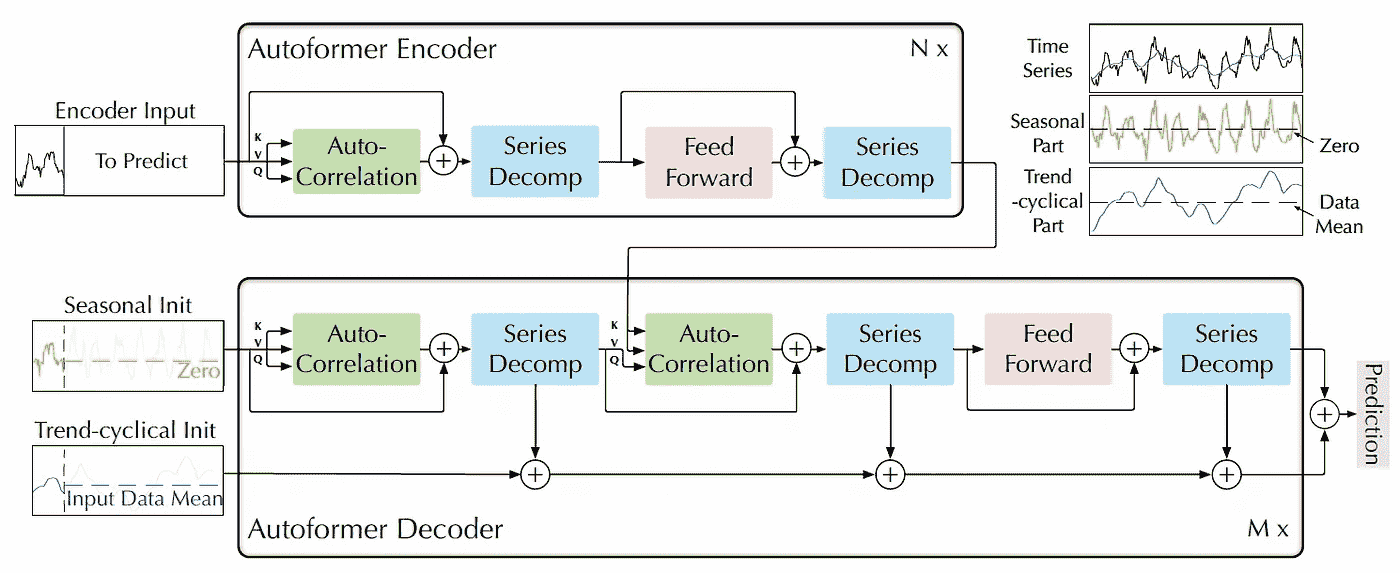 Autoformer Encoder
N x
Encoder Input
To Predict
K
V
Q
Auto-
Correlation
+
Series
Decomp
Feed
Forward
+
Series
Decomp
Time
Series
Seasonal
Part
Zero
Trend
-cyclical
Part
Data
Mean
Seasonal Init
Zero
K
V
Q
Auto-
Correlation
+
Series
Decomp
K
V
Q
Auto-
Correlation
+
Series
Decomp
Feed
Forward
+
Series
Decomp
+
Prediction
Trend-cyclical Init
Input Data Mean
+
+
+
Autoformer Decoder
M x